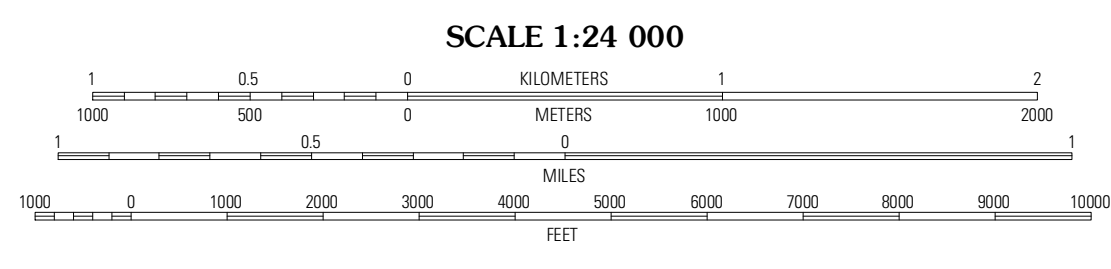 SCALE 1:24 000
1 0.5 0 KILOMETERS 1 2
1000 500 0 METERS 1000 2000
1 0.5 0 1
MILES
1000 0 1000 2000 3000 4000 5000 6000 7000 8000 9000 10000
FEET